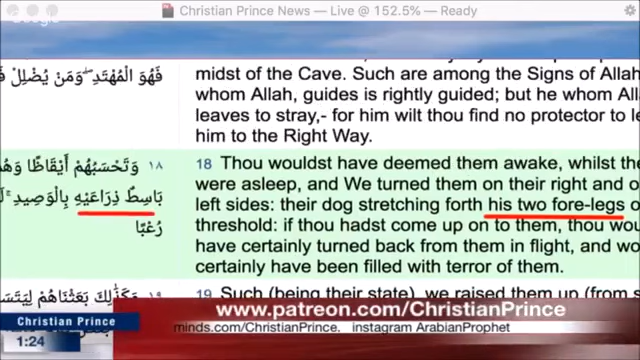 Christian Prince News — Live @ 152.5% — Ready
فَهُوَ الْمُهْتَدِ ۖ وَمَنْ يُضْلِلْ
midst of the Cave. Such are among the Signs of Allah
whom Allah, guides is rightly guided; but he whom Al
leaves to stray,- for him wilt thou find no protector to le
him to the Right Way.
١٨ وَتَحْسَبُهُمْ أَيْقَاظًا وَهُمْ
بَاسِطٌ ذِرَاعَيْهِ بِالْوَصِيدِ ۚ
رُعْبًا
18 Thou wouldst have deemed them awake, whilst the
were asleep, and We turned them on their right and o
left sides: their dog stretching forth his two fore-legs o
threshold: if thou hadst come up on to them, thou wou
have certainly turned back from them in flight, and wo
certainly have been filled with terror of them.
١٩ وَكَذَٰلِكَ بَعَثْنَاهُمْ
19 Such (being their state), we raised them up (from s
www.patreon.com/ChristianPrince
Christian Prince
minds.com/ChristianPrince. instagram ArabianProphet
1:24